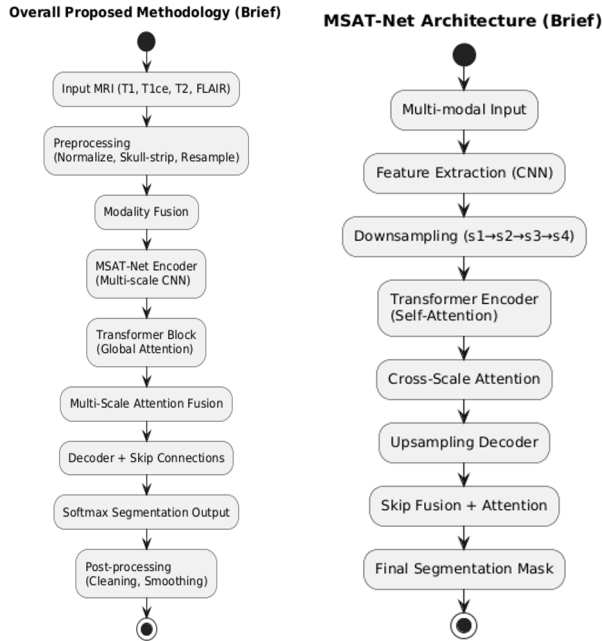 Overall Proposed Methodology (Brief)
Input MRI (T1, T1ce, T2, FLAIR)
Preprocessing
(Normalize, Skull-strip, Resample)
Modality Fusion
MSAT-Net Encoder
(Multi-scale CNN)
Transformer Block
(Global Attention)
Multi-Scale Attention Fusion
Decoder + Skip Connections
Softmax Segmentation Output
Post-processing
(Cleaning, Smoothing)
MSAT-Net Architecture (Brief)
Multi-modal Input
Feature Extraction (CNN)
Downsampling (s1→s2→s3→s4)
Transformer Encoder
(Self-Attention)
Cross-Scale Attention
Upsampling Decoder
Skip Fusion + Attention
Final Segmentation Mask